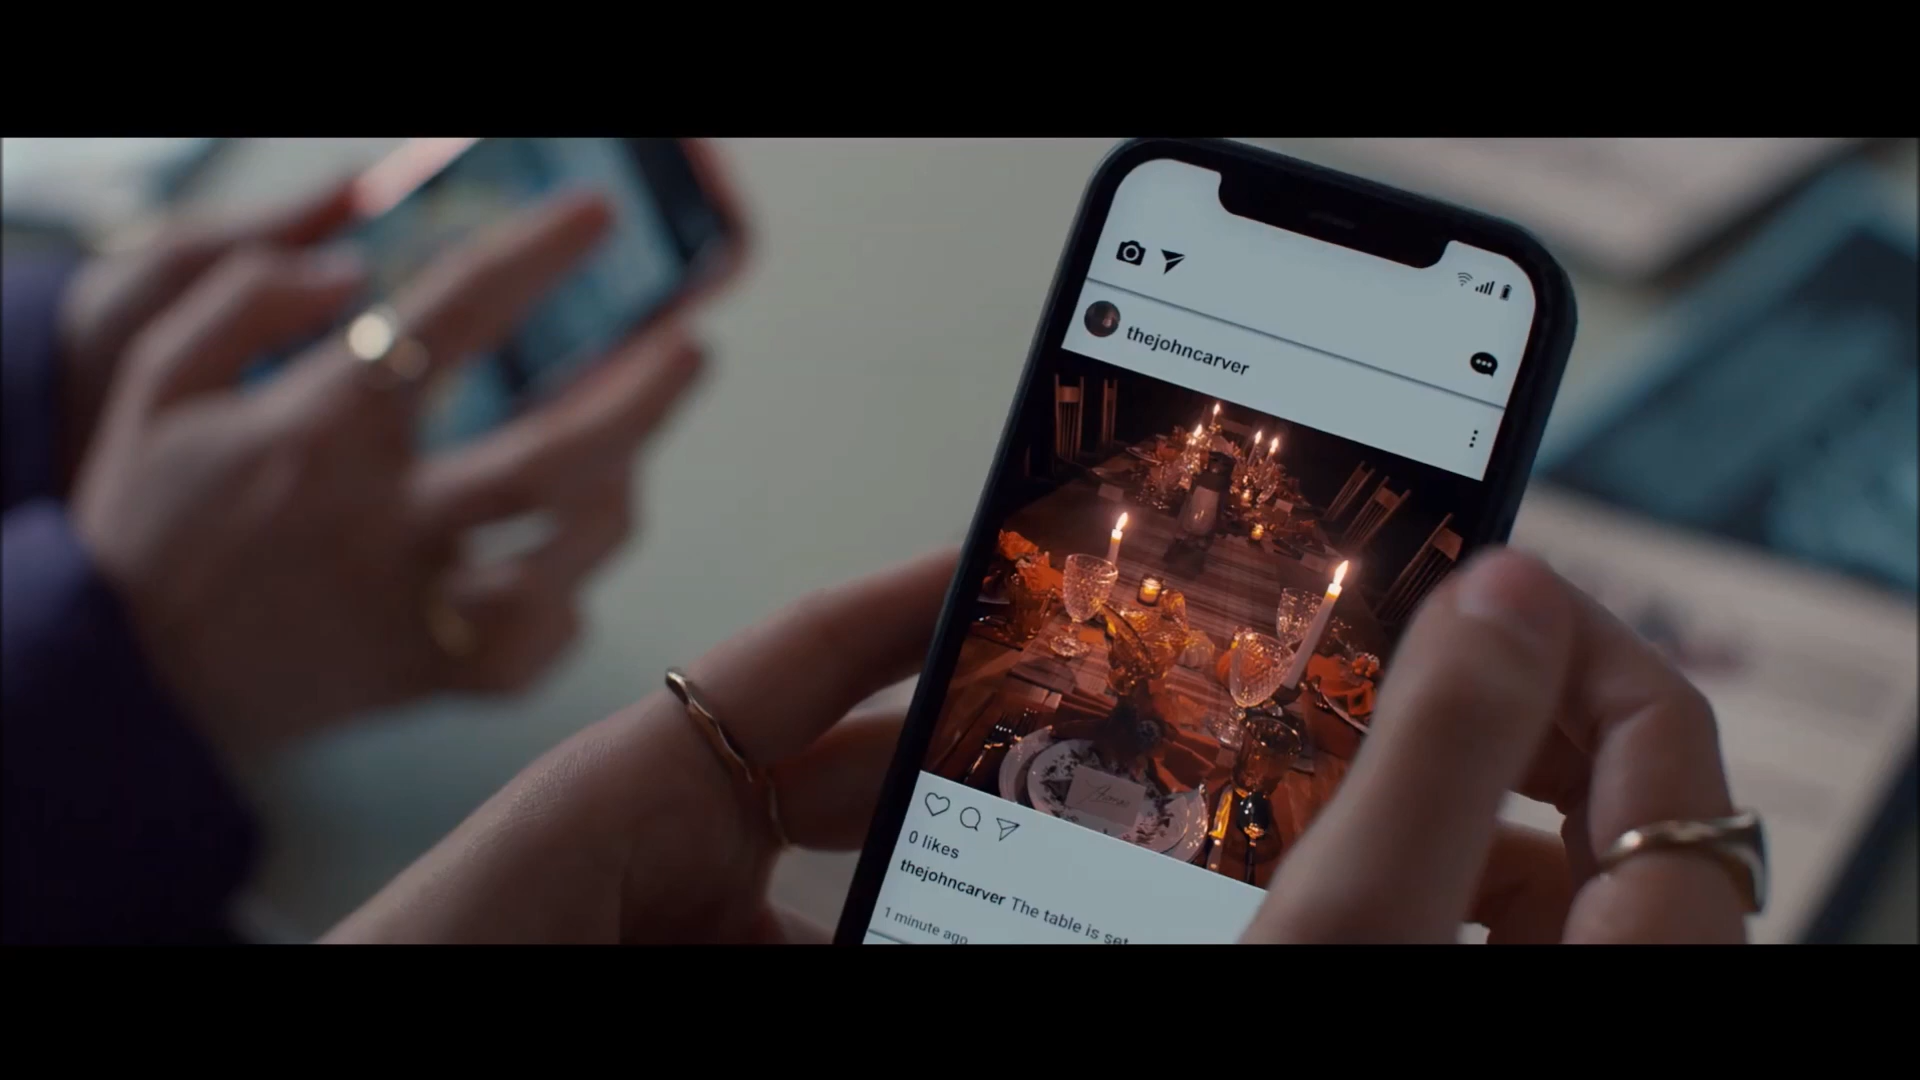 thejohncarver
0 likes
thejohncarver The table is set
1 minute ago